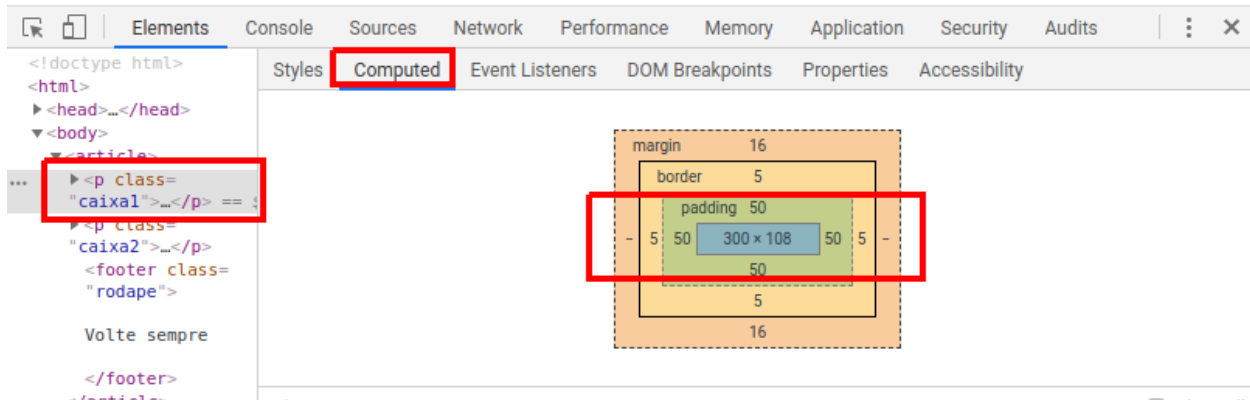 Elements Console Sources Network Performance Memory Application Security Audits
<!doctype html>
<html>
<head>…</head>
<body>
<article>
<p class=
"caixa1">…</p> ==
<p class=
"caixa2">…</p>
<footer class=
"rodape">
Volte sempre
</footer>
</article>
Styles Computed Event Listeners DOM Breakpoints Properties Accessibility
margin 16
border 5
padding 50
- 5 50 300 × 108 50 5 -
50
5
16